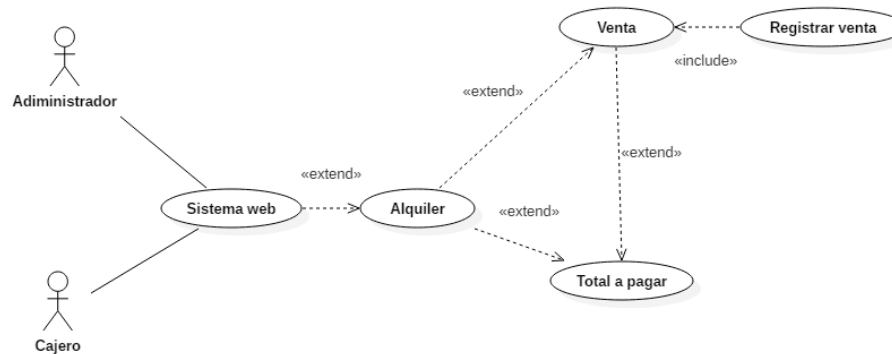 Venta
Registrar venta
«include»
«extend»
Adiministrador
«extend»
«extend»
Sistema web
Alquiler
«extend»
Total a pagar
Cajero